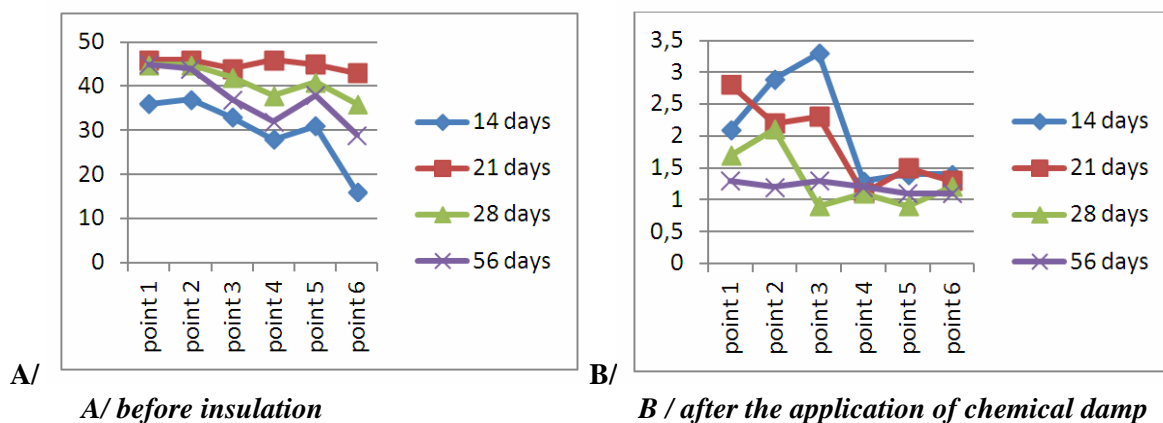 50
40
30
20
10
0
point 1
point 2
point 3
point 4
point 5
point 6
14 days
21 days
28 days
56 days
A/
A/ before insulation
3,5
3
2,5
2
1,5
1
0,5
0
point 1
point 2
point 3
point 4
point 5
point 6
14 days
21 days
28 days
56 days
B/
B / after the application of chemical damp